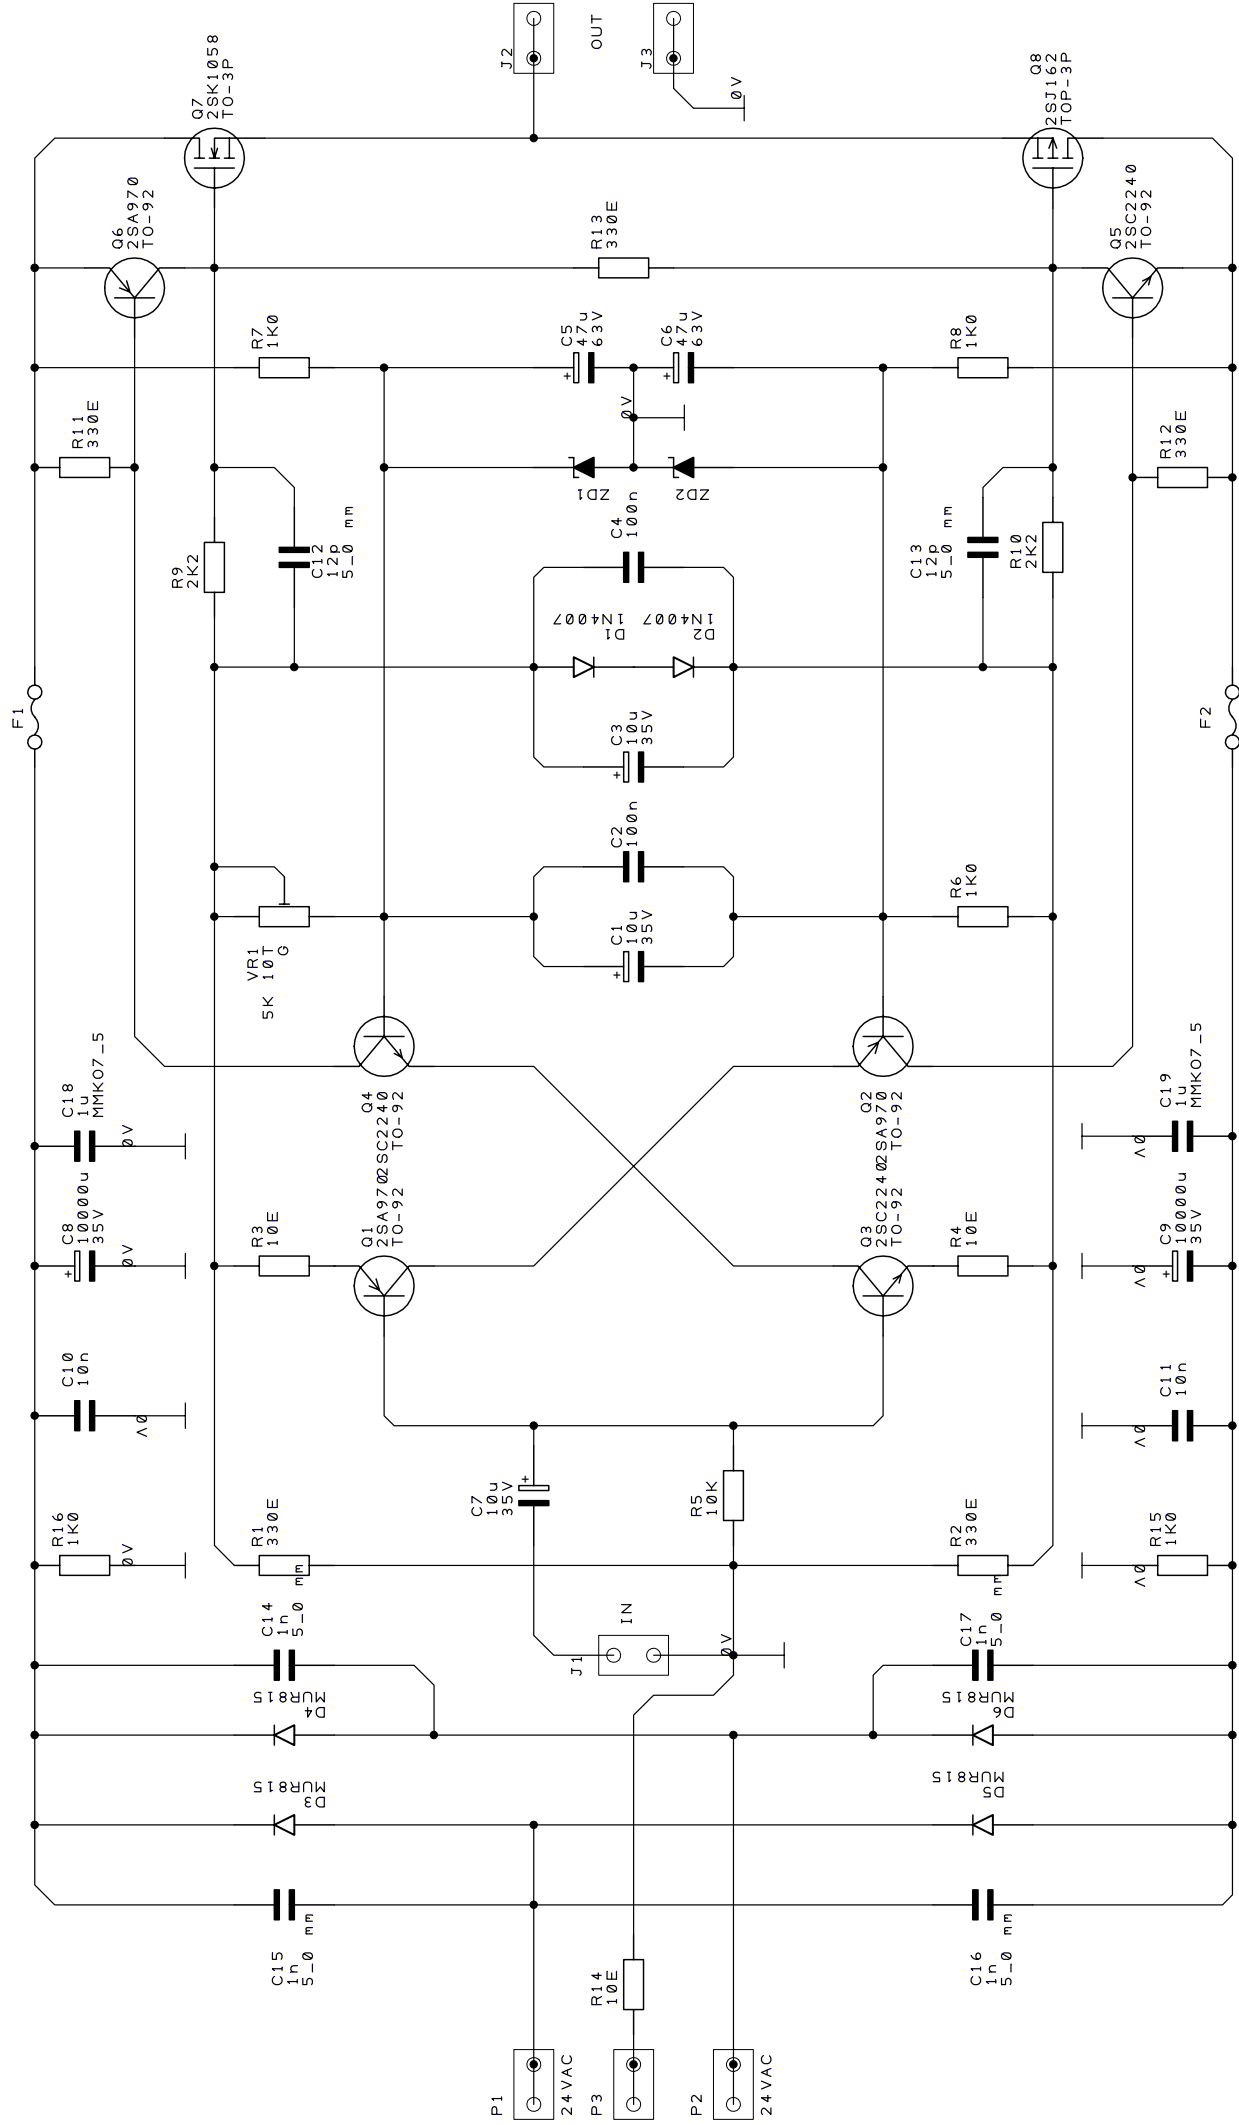 J2
OUT
J3
0V
Q7
2SK1058
TO-3P
Q8
2SJ162
TOP-3P
Q6
2SA970
TO-92
R13
330E
Q5
2SC2240
TO-92
R7
1K0
C5
47u
63V
C6
47u
63V
R8
1K0
R11
330E
0V
R12
330E
ZD1
ZD2
R9
2K2
C12
12p
5_0 mm
C4
100n
C13
12p
5_0 mm
R10
2K2
D1
1N4007
D2
1N4007
F1
F2
C3
10u
35V
C2
100n
R6
1K0
VR1
5K 10T
G
C1
10u
35V
C18
1u
MMK07_5
0V
Q4
2SC2240
TO-92
Q2
2SA970
TO-92
C19
1u
MMK07_5
0V
C8
10000u
35V
0V
R3
10E
Q1
2SA970
TO-92
Q3
2SC2240
TO-92
R4
10E
C9
10000u
35V
0V
C10
10n
0V
C11
10n
0V
R16
1K0
0V
R1
330E
C7
10u
35V
R5
10K
R2
330E
R15
1K0
0V
C14
1n
5_0 mm
J1
IN
0V
C17
1n
5_0 mm
D4
MUR815
D6
MUR815
D3
MUR815
D5
MUR815
C15
1n
5_0 mm
R14
10E
C16
1n
5_0 mm
P1
24VAC
P3
P2
24VAC